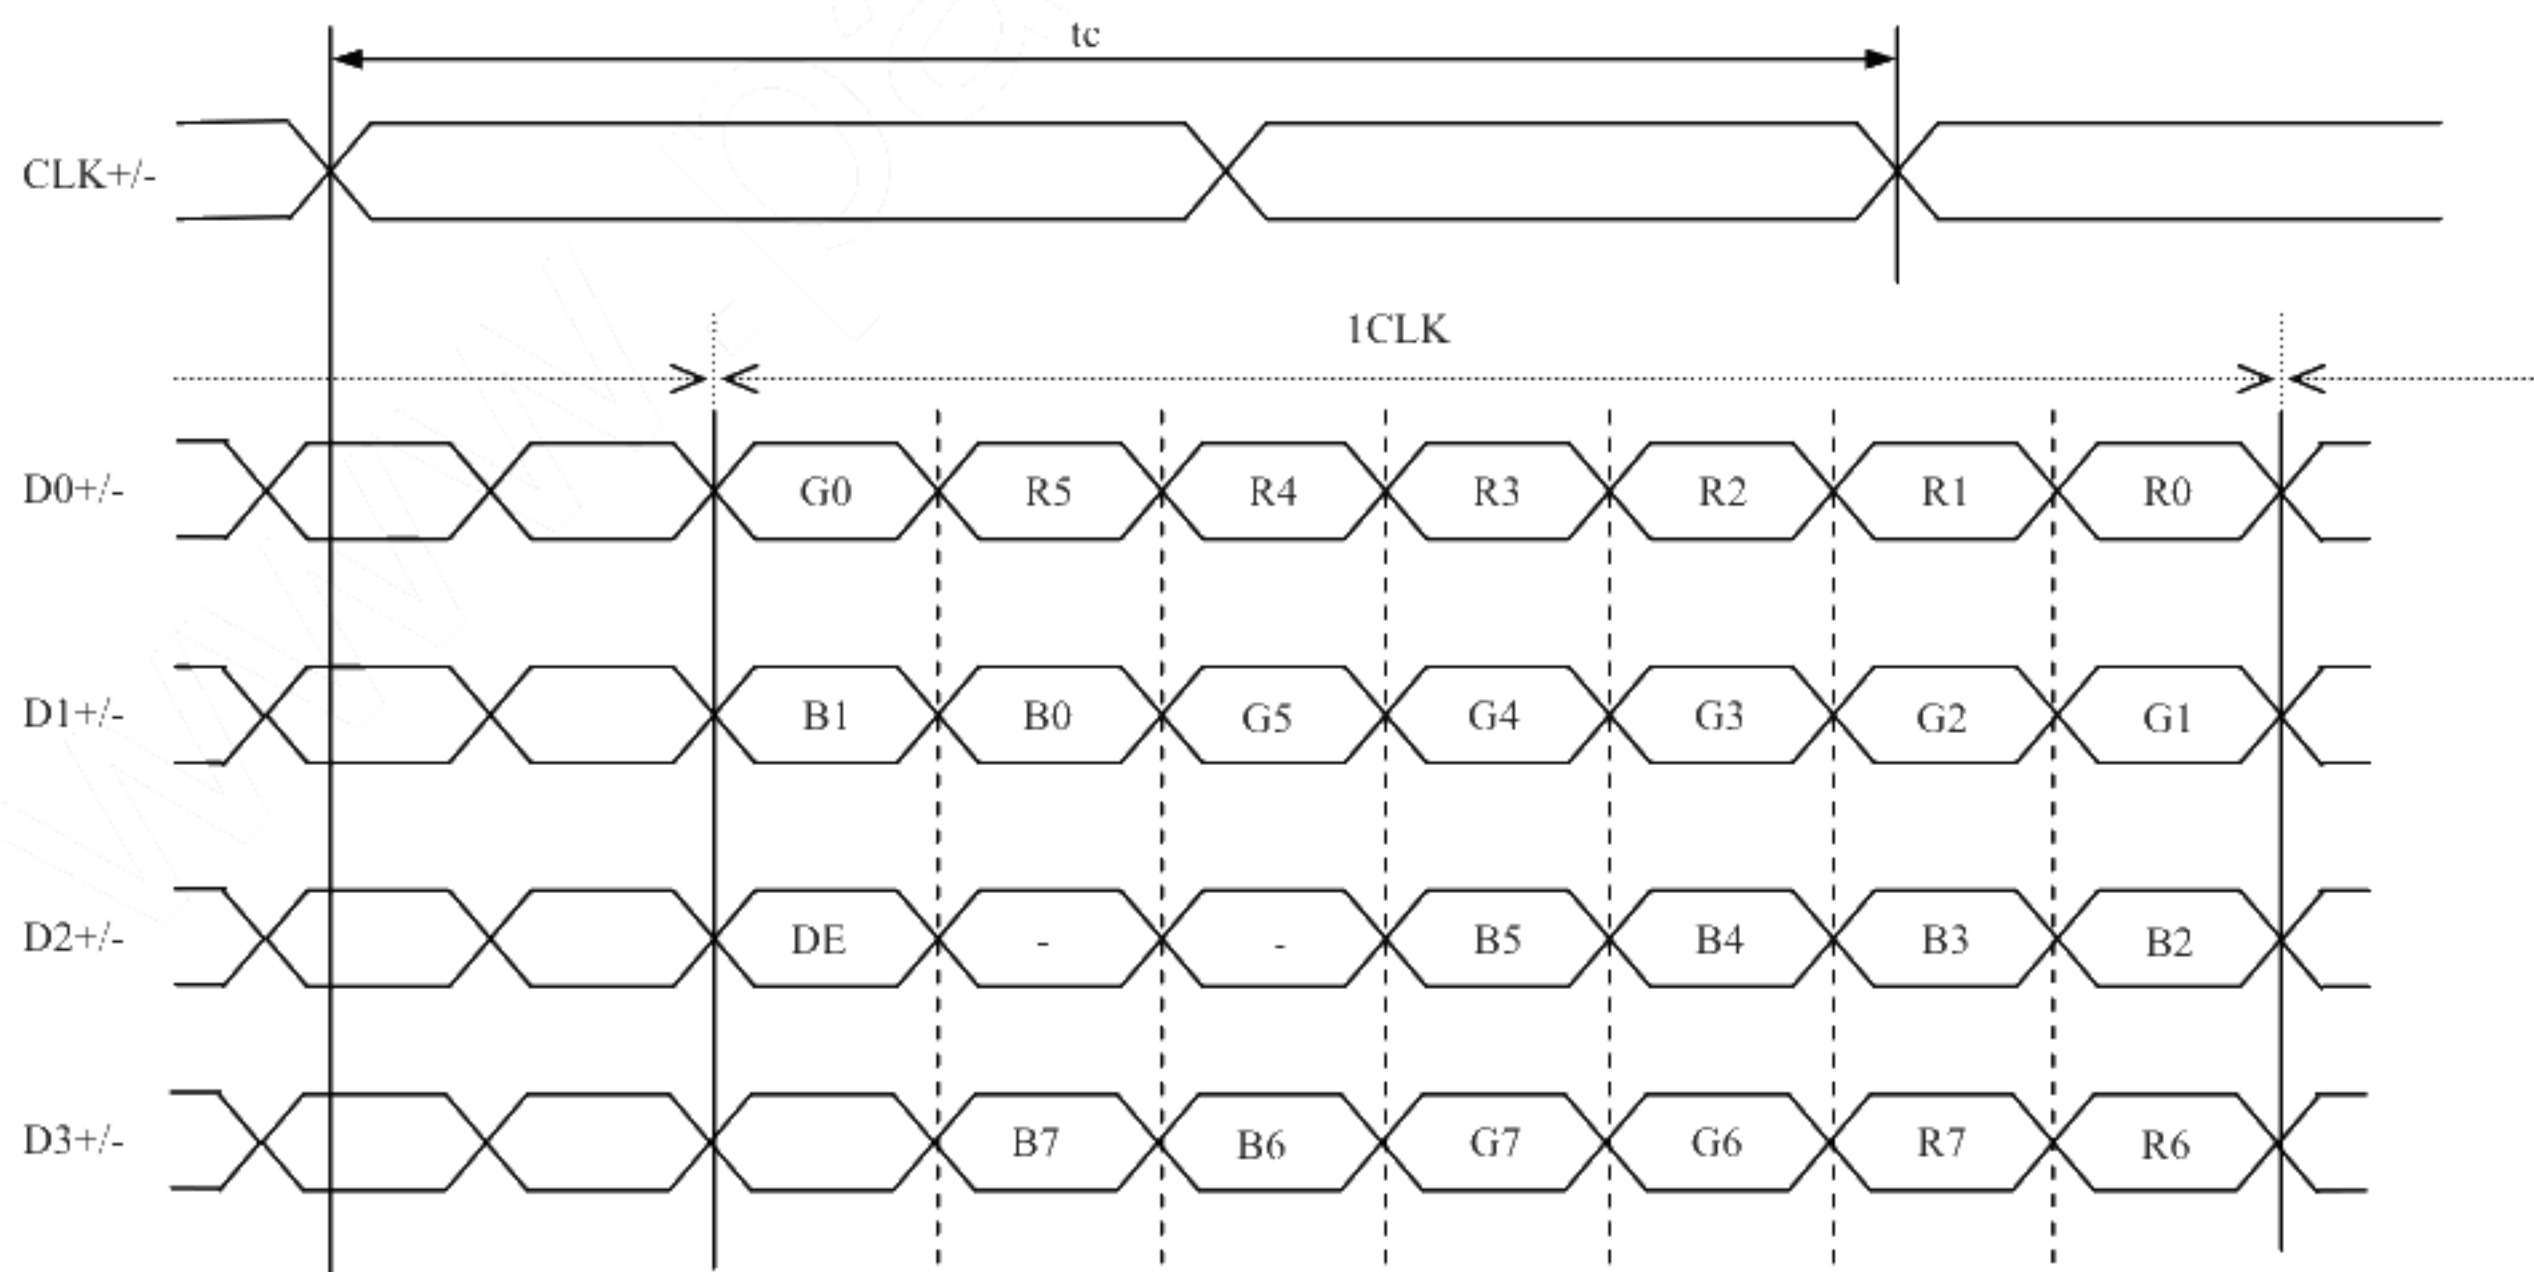 tc
CLK+/-
1CLK
D0+/- G0 R5 R4 R3 R2 R1 R0
D1+/- B1 B0 G5 G4 G3 G2 G1
D2+/- DE - - B5 B4 B3 B2
D3+/- B7 B6 G7 G6 R7 R6